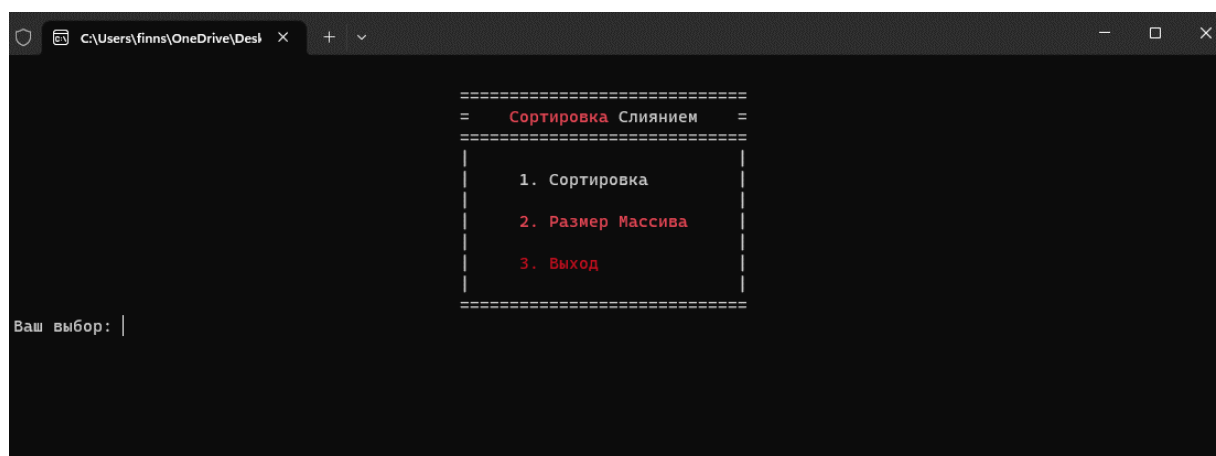 C:\Users\finns\OneDrive\Desk
=============================
= Сортировка Слиянием =
=============================
1. Сортировка
2. Размер Массива
3. Выход
=============================
Ваш выбор: